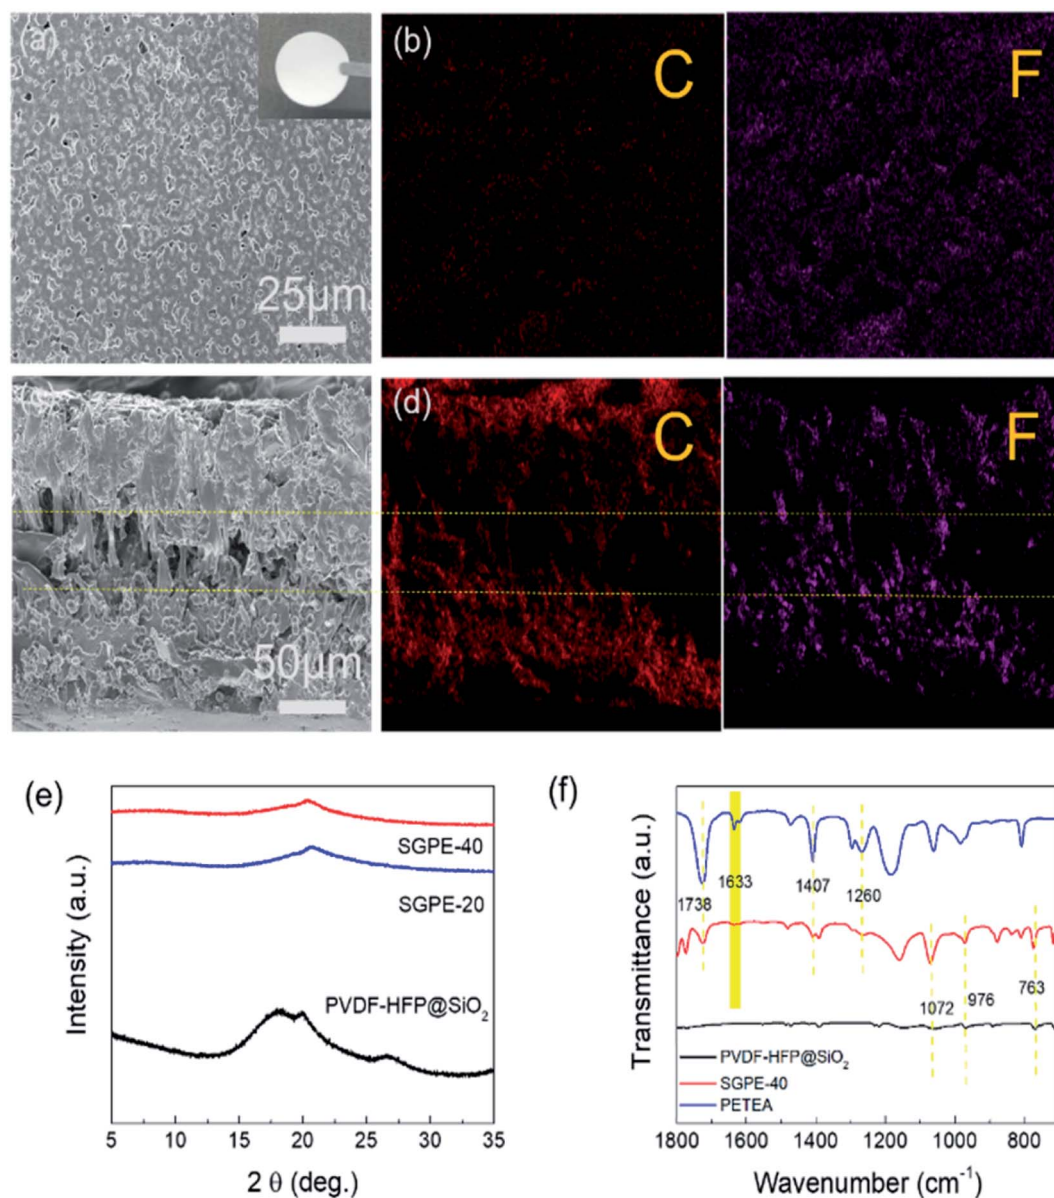 (a)
25μm
(b)
C
F
50μm
(d)
C
F
(e)
SGPE-40
SGPE-20
PVDF-HFP@SiO₂
Intensity (a.u.)
5 10 15 20 25 30 35
2 θ (deg.)
(f)
1738
1633
1407
1260
1072
976
763
PVDF-HFP@SiO₂
SGPE-40
PETEA
Transmittance (a.u.)
1800 1600 1400 1200 1000 800
Wavenumber (cm⁻¹)